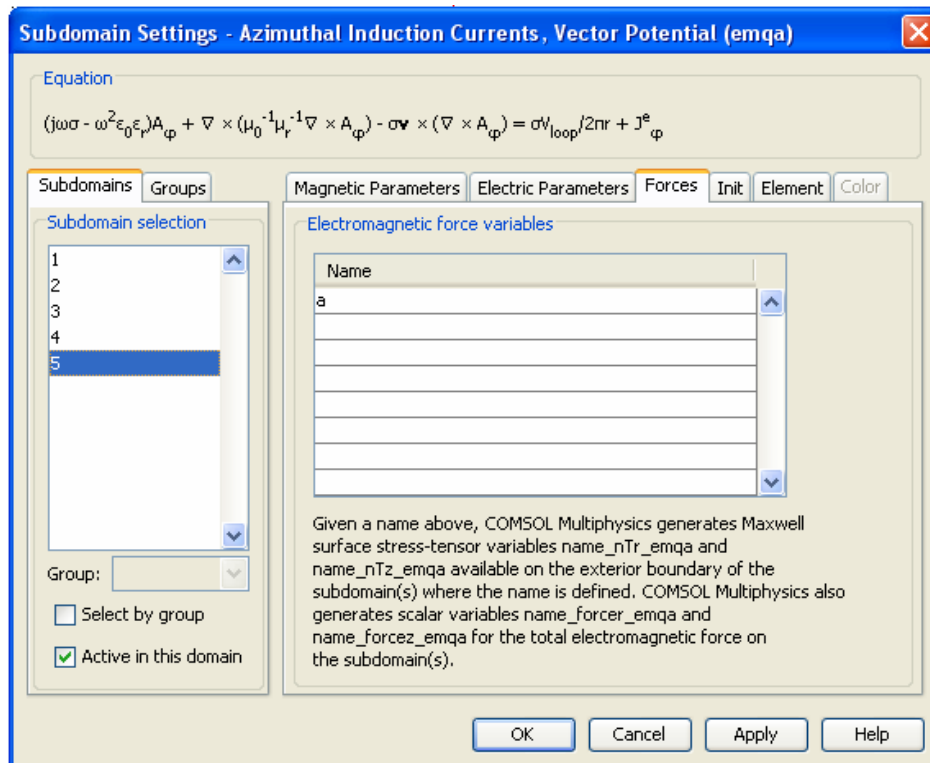 Subdomain Settings - Azimuthal Induction Currents, Vector Potential (emqa)
Equation
(jωσ - ω²ε₀εᵣ)Aφ + ∇ × (μ₀⁻¹μᵣ⁻¹∇ × Aφ) - σv × (∇ × Aφ) = σVloop/2πr + Jᵉφ
Subdomains Groups
Magnetic Parameters Electric Parameters Forces Init Element Color
Subdomain selection
Electromagnetic force variables
1
2
3
4
5
Name
a
Given a name above, COMSOL Multiphysics generates Maxwell
surface stress-tensor variables name_nTr_emqa and
name_nTz_emqa available on the exterior boundary of the
subdomain(s) where the name is defined. COMSOL Multiphysics also
generates scalar variables name_forcer_emqa and
name_forcez_emqa for the total electromagnetic force on
the subdomain(s).
Group:
Select by group
Active in this domain
OK Cancel Apply Help